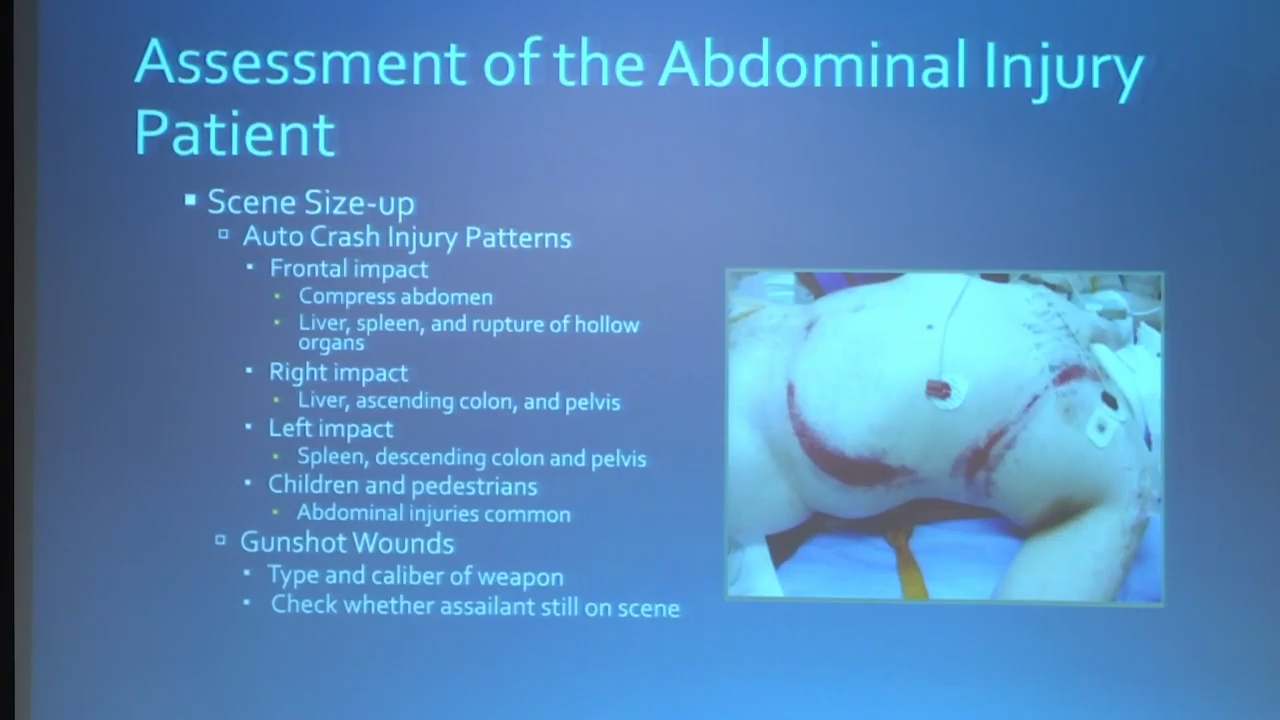 Assessment of the Abdominal Injury
Patient
Scene Size-up
Auto Crash Injury Patterns
Frontal impact
Compress abdomen
Liver, spleen, and rupture of hollow
organs
Right impact
Liver, ascending colon, and pelvis
Left impact
Spleen, descending colon and pelvis
Children and pedestrians
Abdominal injuries common
Gunshot Wounds
Type and caliber of weapon
Check whether assailant still on scene